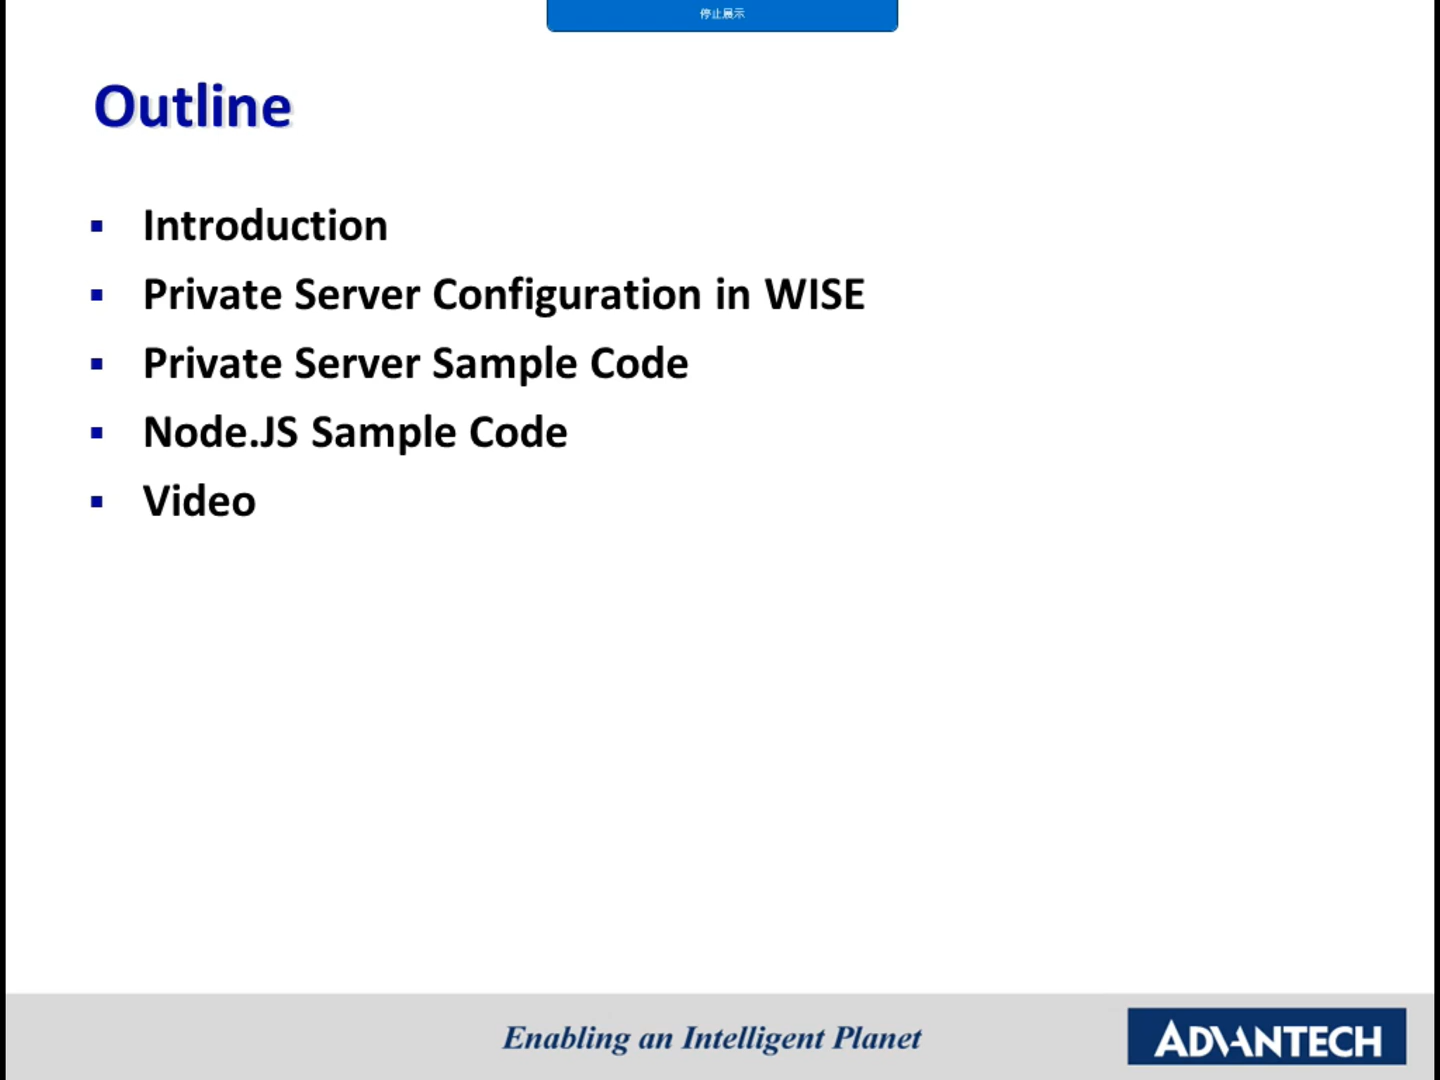 停止展示
Outline
Introduction
Private Server Configuration in WISE
Private Server Sample Code
Node.JS Sample Code
Video
Enabling an Intelligent Planet
ADVANTECH